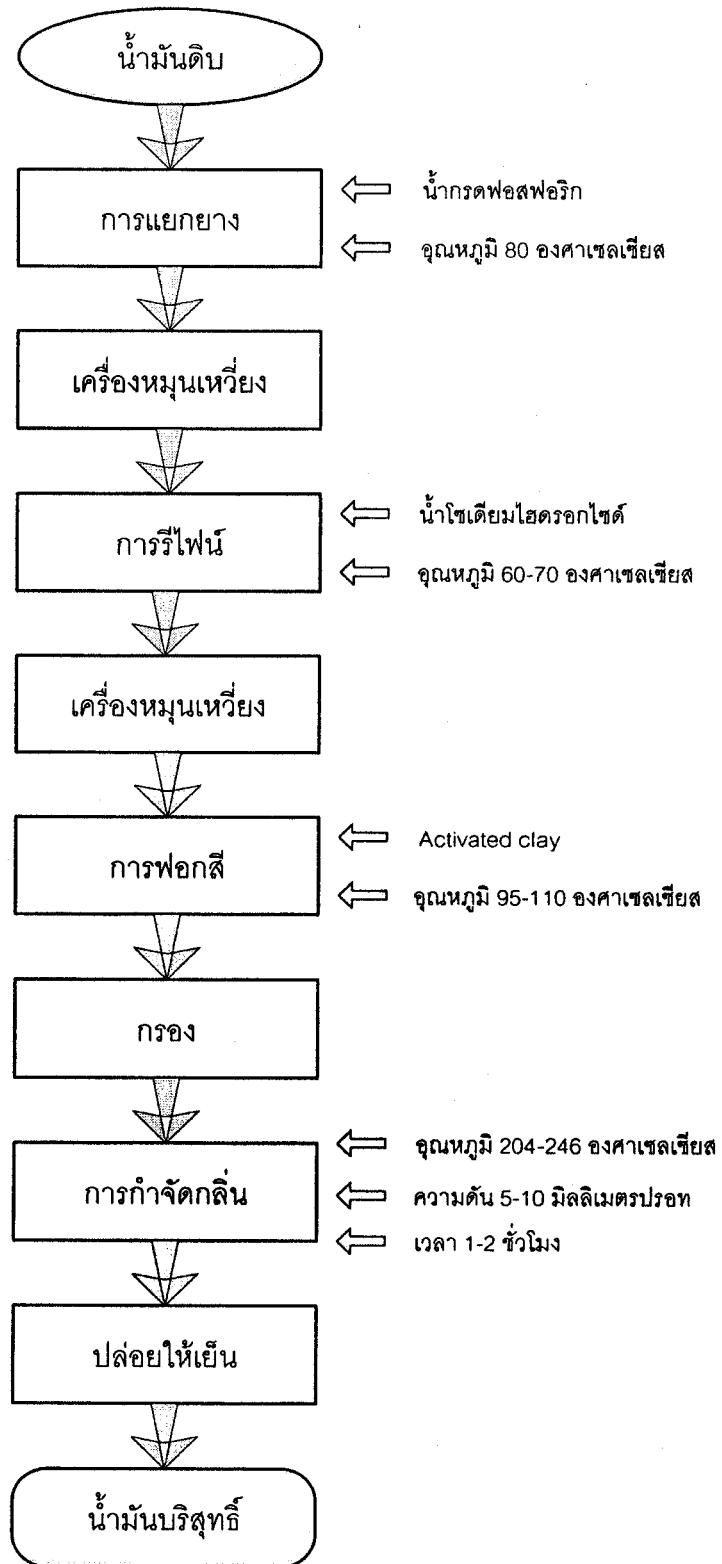 น้ำมันดิบ
การแยกยาง
น้ำกรดฟอสฟอริก
อุณหภูมิ 80 องศาเซลเซียส
เครื่องหมุนเหวี่ยง
การรีไฟน์
น้ำโซเดียมไฮดรอกไซด์
อุณหภูมิ 60-70 องศาเซลเซียส
เครื่องหมุนเหวี่ยง
การฟอกสี
Activated clay
อุณหภูมิ 95-110 องศาเซลเซียส
กรอง
การกำจัดกลิ่น
อุณหภูมิ 204-246 องศาเซลเซียส
ความดัน 5-10 มิลลิเมตรปรอท
เวลา 1-2 ชั่วโมง
ปล่อยให้เย็น
น้ำมันบริสุทธิ์